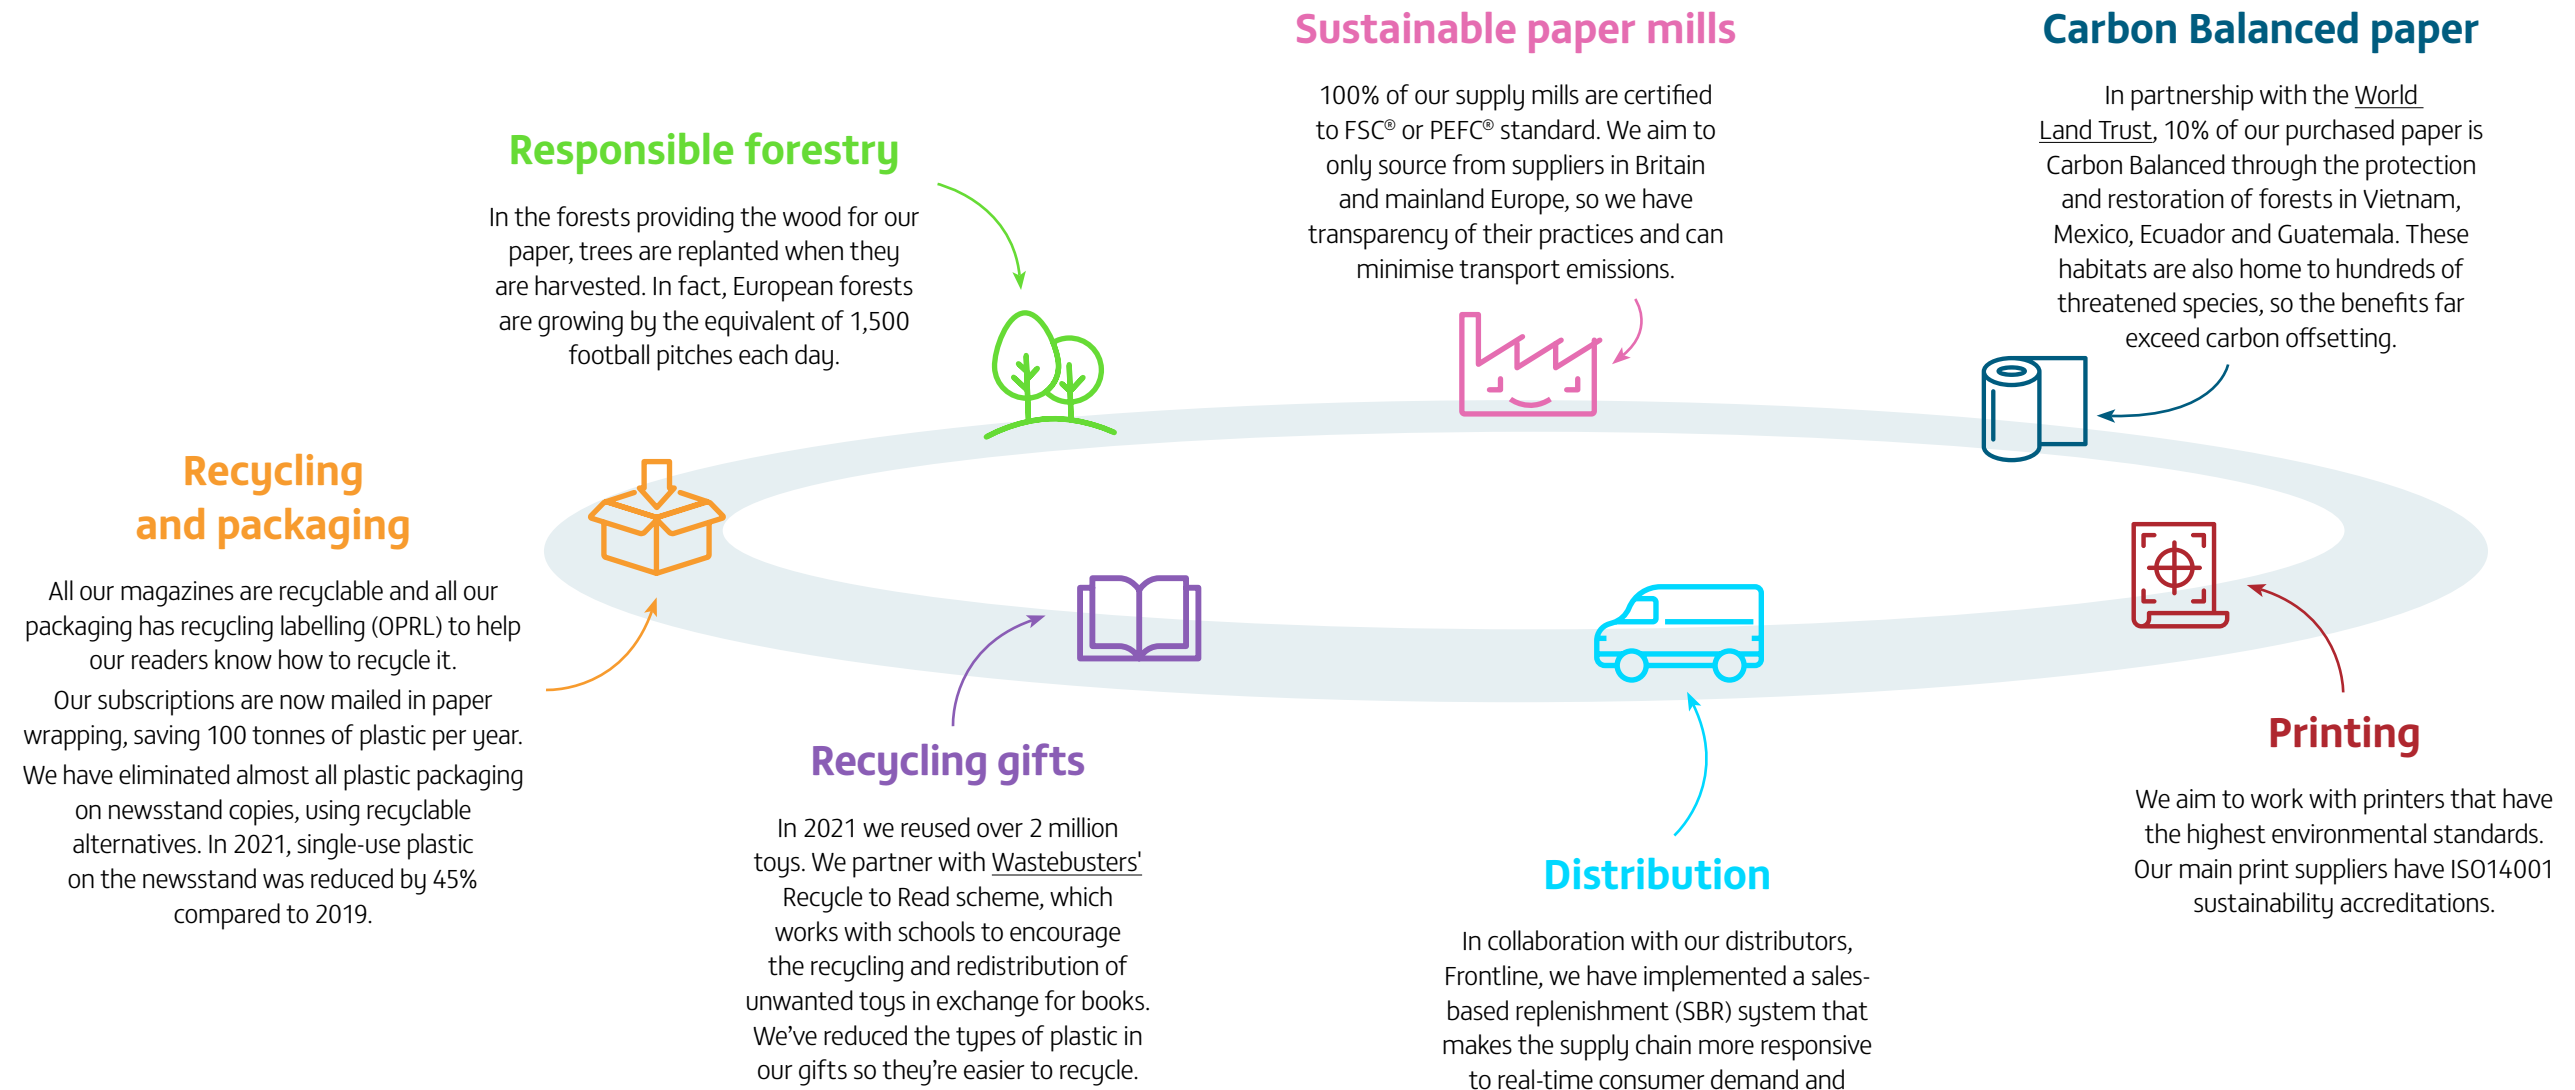 Responsible forestry
In the forests providing the wood for our
paper, trees are replanted when they
are harvested. In fact, European forests
are growing by the equivalent of 1,500
football pitches each day.
Sustainable paper mills
100% of our supply mills are certified
to FSC® or PEFC® standard. We aim to
only source from suppliers in Britain
and mainland Europe, so we have
transparency of their practices and can
minimise transport emissions.
Carbon Balanced paper
In partnership with the World
Land Trust, 10% of our purchased paper is
Carbon Balanced through the protection
and restoration of forests in Vietnam,
Mexico, Ecuador and Guatemala. These
habitats are also home to hundreds of
threatened species, so the benefits far
exceed carbon offsetting.
Printing
We aim to work with printers that have
the highest environmental standards.
Our main print suppliers have ISO14001
sustainability accreditations.
Distribution
In collaboration with our distributors,
Frontline, we have implemented a sales-
based replenishment (SBR) system that
makes the supply chain more responsive
to real-time consumer demand and
Recycling gifts
In 2021 we reused over 2 million
toys. We partner with Wastebusters'
Recycle to Read scheme, which
works with schools to encourage
the recycling and redistribution of
unwanted toys in exchange for books.
We've reduced the types of plastic in
our gifts so they're easier to recycle.
Recycling
and packaging
All our magazines are recyclable and all our
packaging has recycling labelling (OPRL) to help
our readers know how to recycle it.
Our subscriptions are now mailed in paper
wrapping, saving 100 tonnes of plastic per year.
We have eliminated almost all plastic packaging
on newsstand copies, using recyclable
alternatives. In 2021, single-use plastic
on the newsstand was reduced by 45%
compared to 2019.